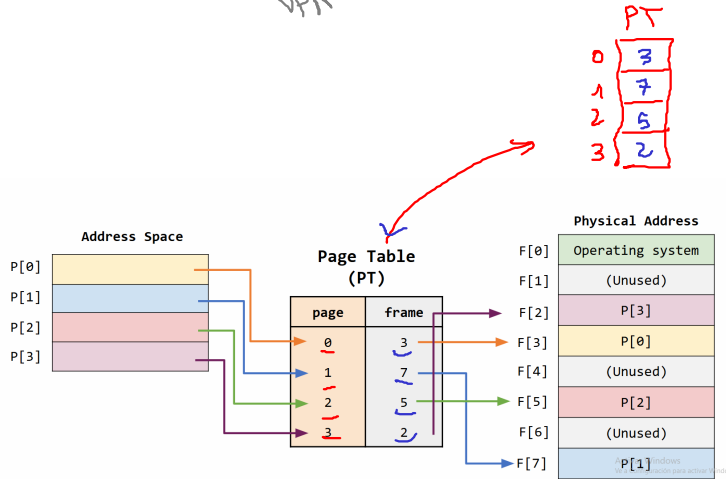 PT
0 3
1 7
2 5
3 2
Address Space
P[0]
P[1]
P[2]
P[3]
Page Table
(PT)
page frame
0 3
1 7
2 5
3 2
Physical Address
F[0] Operating system
F[1] (Unused)
F[2] P[3]
F[3] P[0]
F[4] (Unused)
F[5] P[2]
F[6] (Unused)
F[7] P[1]